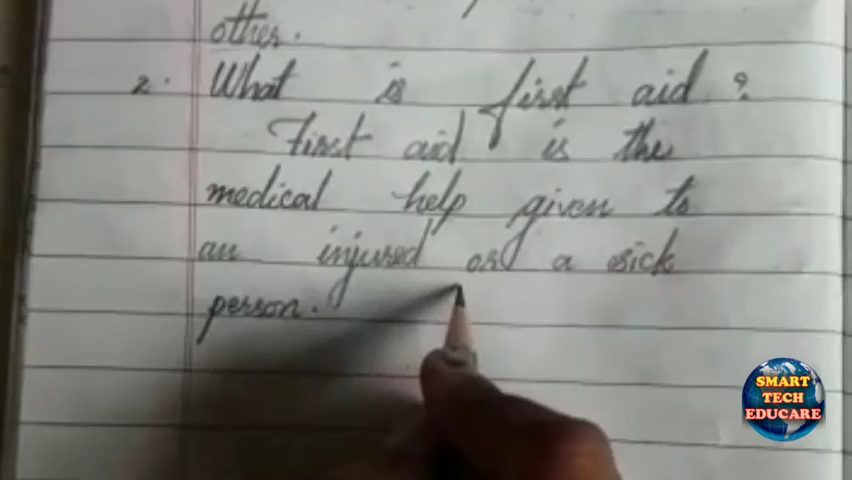 other.
2. What is first aid ?
First aid is the
medical help given to
an injured or a sick
person.
SMART
TECH
EDUCARE